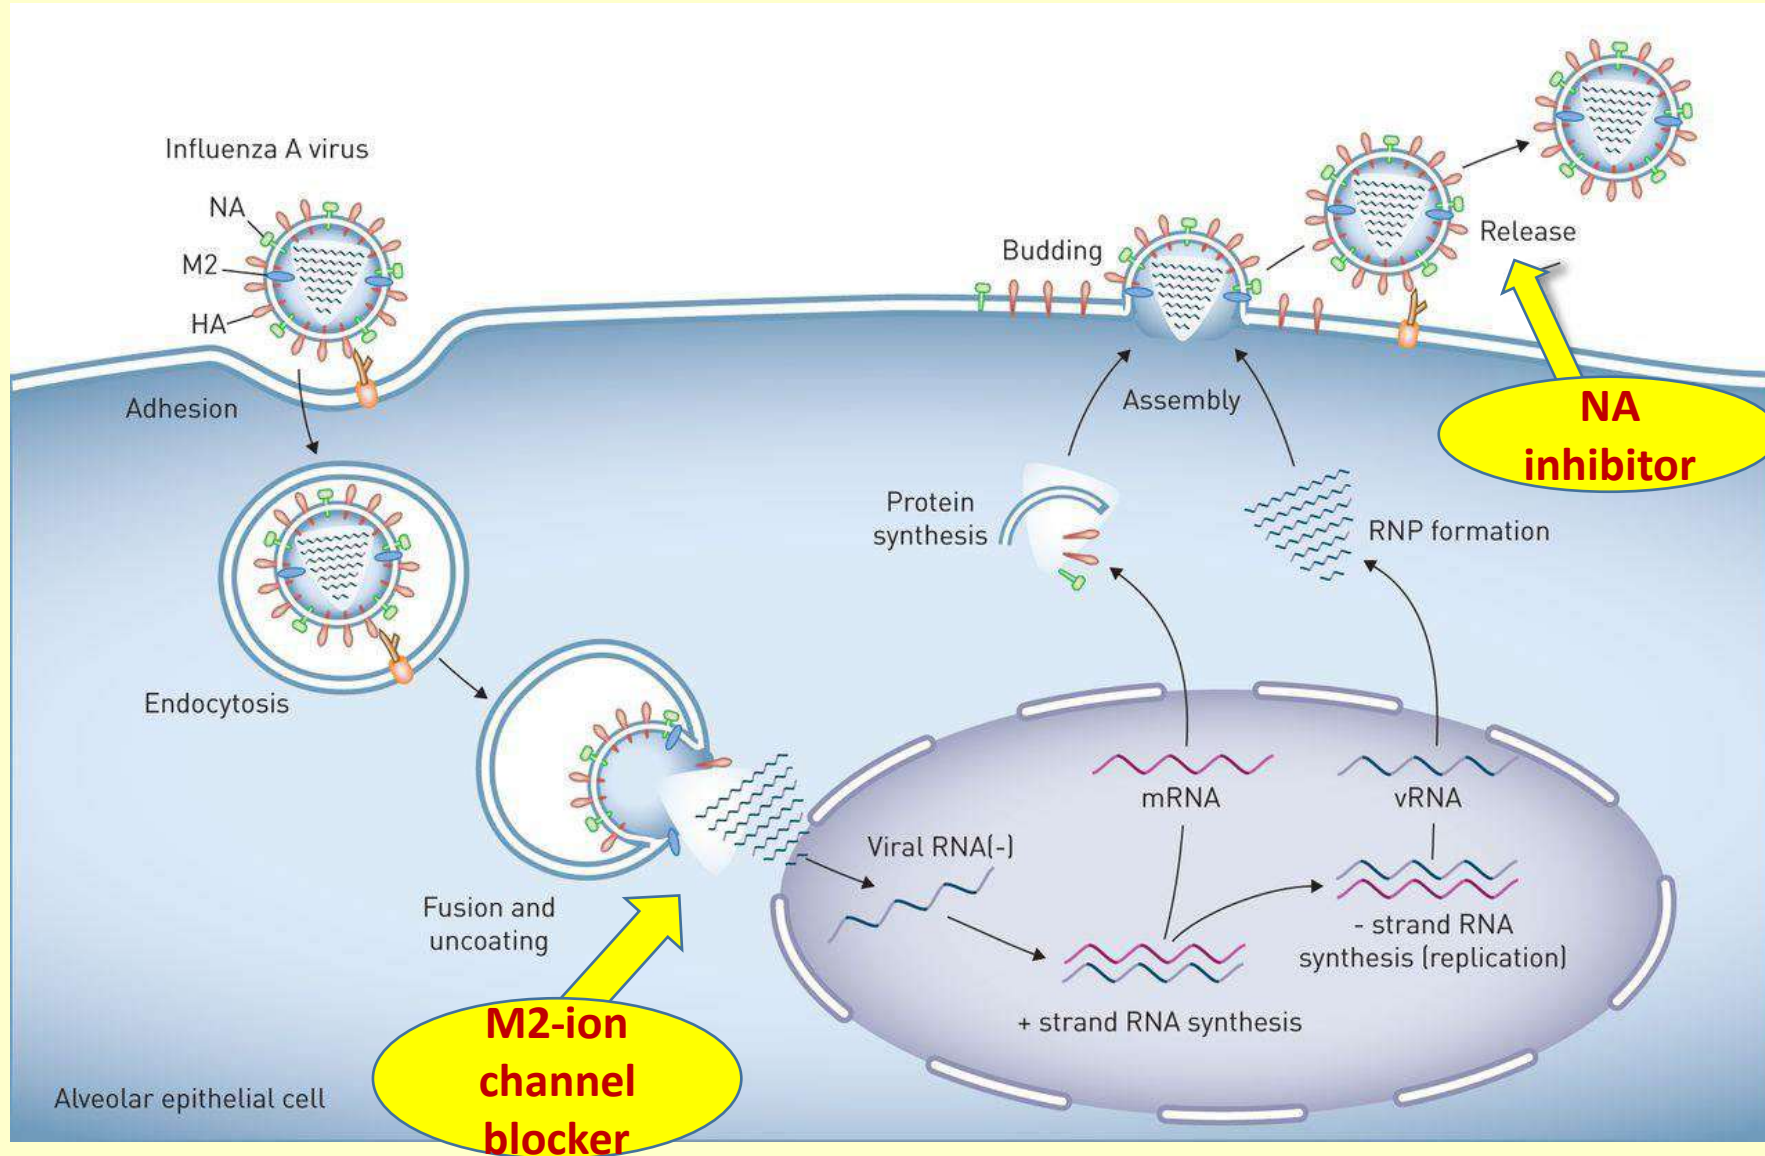 Influenza A virus
NA
M2
HA
Adhesion
Endocytosis
Fusion and
uncoating
M2-ion
channel
blocker
Alveolar epithelial cell
Viral RNA(-)
+ strand RNA synthesis
mRNA
vRNA
- strand RNA
synthesis (replication)
Protein
synthesis
RNP formation
Assembly
Budding
Release
NA
inhibitor